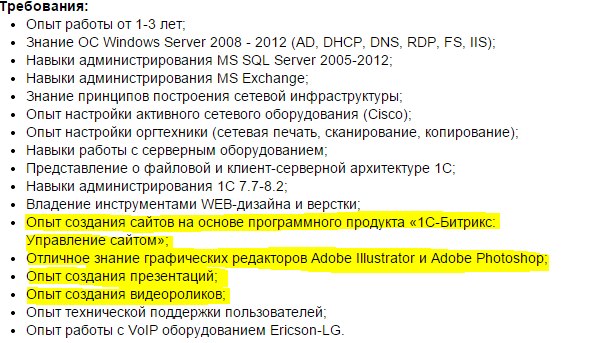 Требования:
• Опыт работы от 1-3 лет;
• Знание ОС Windows Server 2008 - 2012 (AD, DHCP, DNS, RDP, FS, IIS);
• Навыки администрирования MS SQL Server 2005-2012;
• Навыки администрирования MS Exchange;
• Знание принципов построения сетевой инфраструктуры;
• Опыт настройки активного сетевого оборудования (Cisco);
• Опыт настройки оргтехники (сетевая печать, сканирование, копирование);
• Навыки работы с серверным оборудованием;
• Представление о файловой и клиент-серверной архитектуре 1С;
• Навыки администрирования 1С 7.7-8.2;
• Владение инструментами WEB-дизайна и верстки;
• Опыт создания сайтов на основе программного продукта «1С-Битрикс:
Управление сайтом»;
• Отличное знание графических редакторов Adobe Illustrator и Adobe Photoshop;
• Опыт создания презентаций;
• Опыт создания видеороликов;
• Опыт технической поддержки пользователей;
• Опыт работы с VoIP оборудованием Ericson-LG.